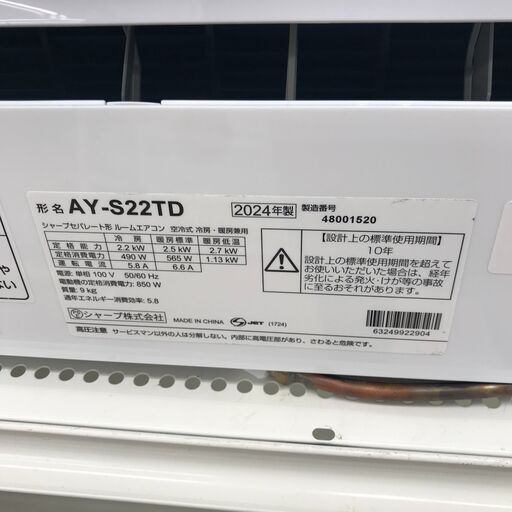 形名 AY-S22TD 2024年製 製造番号 48001520
シャープセパレート形 ルームエアコン 空冷式 冷房・暖房兼用
冷房 暖房標準 暖房低温
定格能力 2.2 kW 2.5 kW 2.7 kW
定格消費電力 490 W 565 W 1.13 kW
運転電流 5.8 A 6.6 A
電源: 単相 100 V 50/60 Hz
電動機の定格消費電力: 850 W
質量: 9 kg
通年エネルギー消費効率: 5.8
シャープ株式会社 MADE IN CHINA JET (1724)
高圧注意 サービスマン以外の人は分解しない。内部に高電圧部があり、さわると危険です。
【設計上の標準使用期間】
10年
設計上の標準使用期間を超えて
お使いいただいた場合は、経年
劣化による発火・けが等の事故
に至るおそれがあります。
63249922904
や
ない